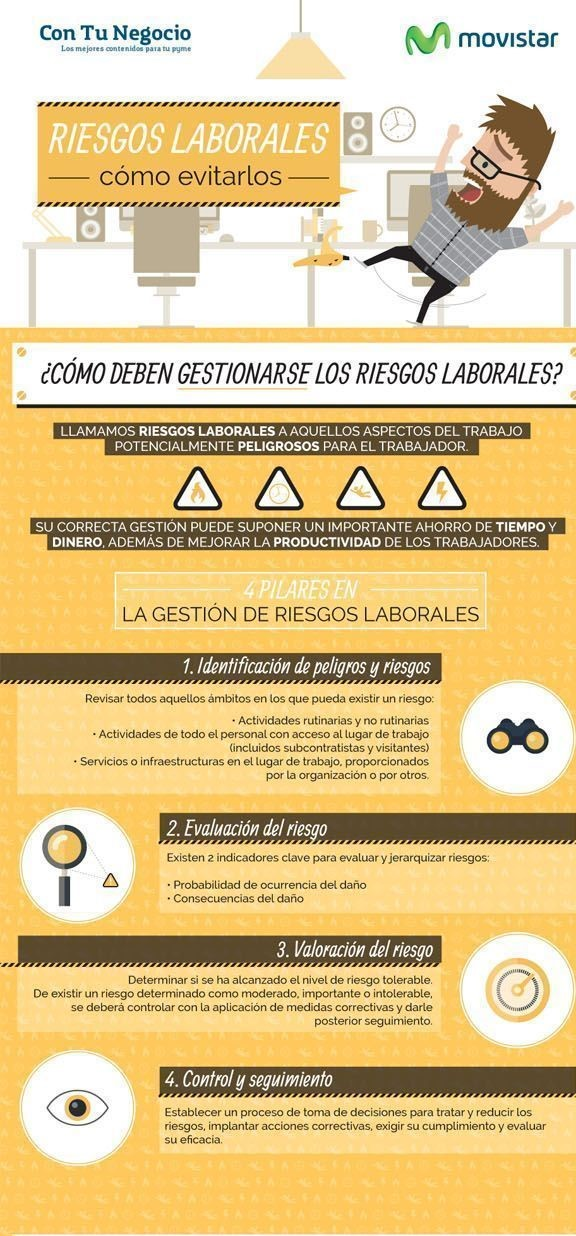 Con Tu Negocio
Los mejores contenidos para tu pyme
movistar
RIESGOS LABORALES
cómo evitarlos
¿CÓMO DEBEN GESTIONARSE LOS RIESGOS LABORALES?
LLAMAMOS RIESGOS LABORALES A AQUELLOS ASPECTOS DEL TRABAJO
POTENCIALMENTE PELIGROSOS PARA EL TRABAJADOR.
SU CORRECTA GESTIÓN PUEDE SUPONER UN IMPORTANTE AHORRO DE TIEMPO Y
DINERO, ADEMÁS DE MEJORAR LA PRODUCTIVIDAD DE LOS TRABAJADORES.
4 PILARES EN
LA GESTIÓN DE RIESGOS LABORALES
1. Identificación de peligros y riesgos
Revisar todos aquellos ámbitos en los que pueda existir un riesgo:
• Actividades rutinarias y no rutinarias
• Actividades de todo el personal con acceso al lugar de trabajo
(incluidos subcontratistas y visitantes)
• Servicios o infraestructuras en el lugar de trabajo, proporcionados
por la organización o por otros.
2. Evaluación del riesgo
Existen 2 indicadores clave para evaluar y jerarquizar riesgos:
• Probabilidad de ocurrencia del daño
• Consecuencias del daño
3. Valoración del riesgo
Determinar si se ha alcanzado el nivel de riesgo tolerable.
De existir un riesgo determinado como moderado, importante o intolerable,
se deberá controlar con la aplicación de medidas correctivas y darle
posterior seguimiento.
4. Control y seguimiento
Establecer un proceso de toma de decisiones para tratar y reducir los
riesgos, implantar acciones correctivas, exigir su cumplimiento y evaluar
su eficacia.